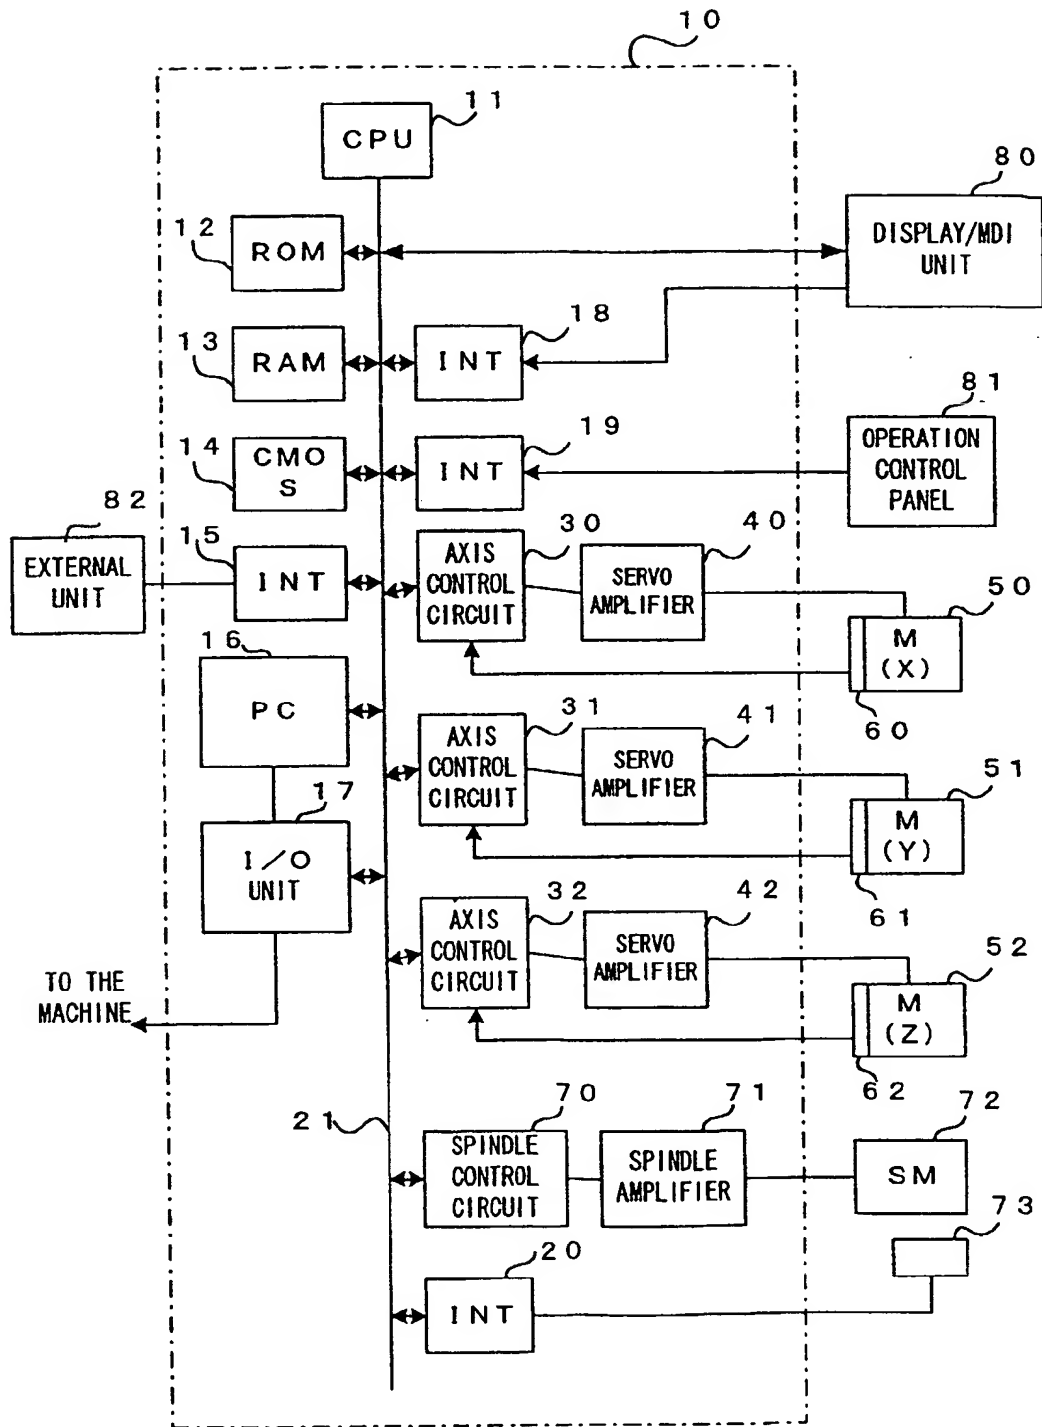 10
11
CPU
80
12
ROM
DISPLAY/MDI
UNIT
18
13
RAM
INT
81
19
14
CMO
S
INT
OPERATION
CONTROL
PANEL
82
15
30
40
EXTERNAL
UNIT
INT
AXIS
CONTROL
CIRCUIT
SERVO
AMPLIFIER
50
M
(X)
16
PC
60
31
41
AXIS
CONTROL
CIRCUIT
SERVO
AMPLIFIER
51
17
M
(Y)
I/O
UNIT
61
32
42
AXIS
CONTROL
CIRCUIT
SERVO
AMPLIFIER
52
TO THE
MACHINE
M
(Z)
62
70
71
72
21
SPINDLE
CONTROL
CIRCUIT
SPINDLE
AMPLIFIER
SM
73
20
INT